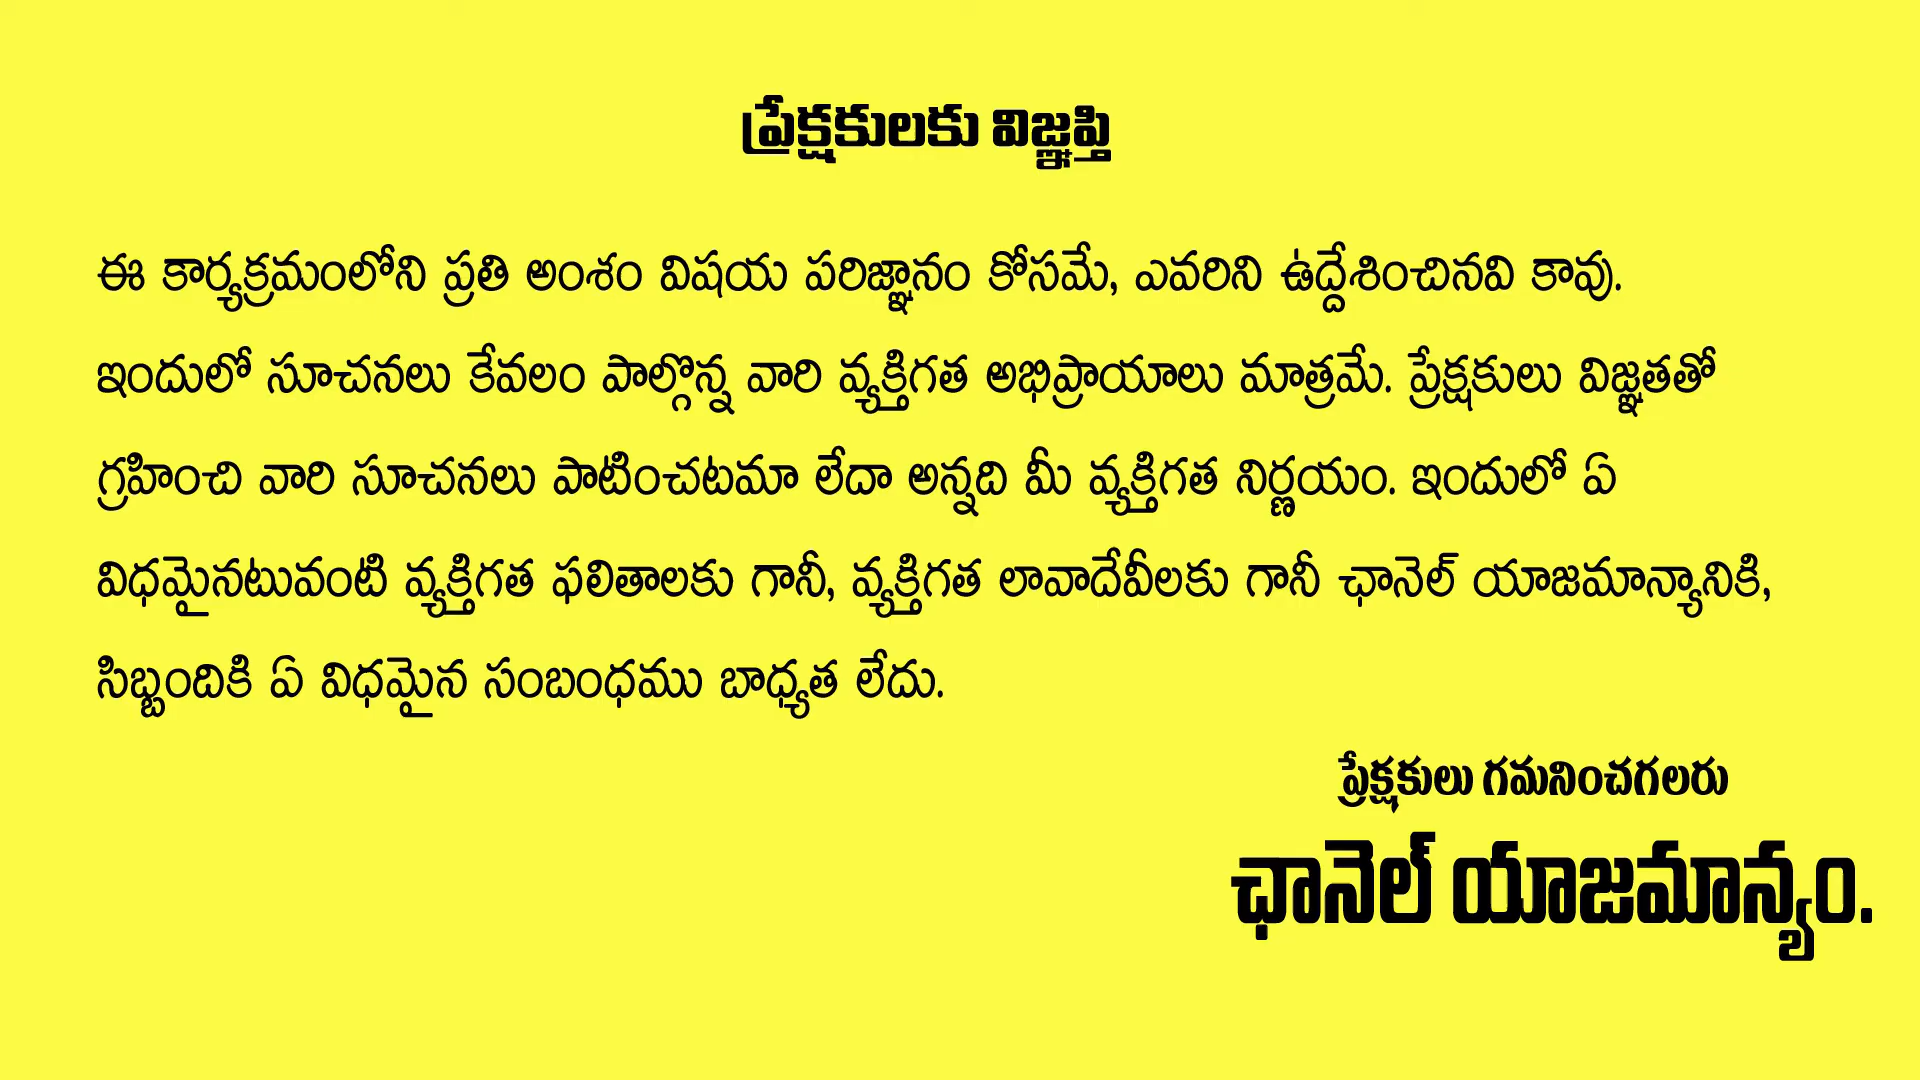 ప్రేక్షకులకు విజ్ఞప్తి
ఈ కార్యక్రమంలోని ప్రతి అంశం విషయ పరిజ్ఞానం కోసమే, ఎవరిని ఉద్దేశించినవి కావు.
ఇందులో సూచనలు కేవలం పాల్గొన్న వారి వ్యక్తిగత అభిప్రాయాలు మాత్రమే. ప్రేక్షకులు విజ్ఞతతో
గ్రహించి వారి సూచనలు పాటించటమా లేదా అన్నది మీ వ్యక్తిగత నిర్ణయం. ఇందులో ఏ
విధమైనటువంటి వ్యక్తిగత ఫలితాలకు గానీ, వ్యక్తిగత లావాదేవీలకు గానీ ఛానెల్ యాజమాన్యానికి,
సిబ్బందికి ఏ విధమైన సంబంధము బాధ్యత లేదు.
ప్రేక్షకులు గమనించగలరు
ఛానెల్ యాజమాన్యం.